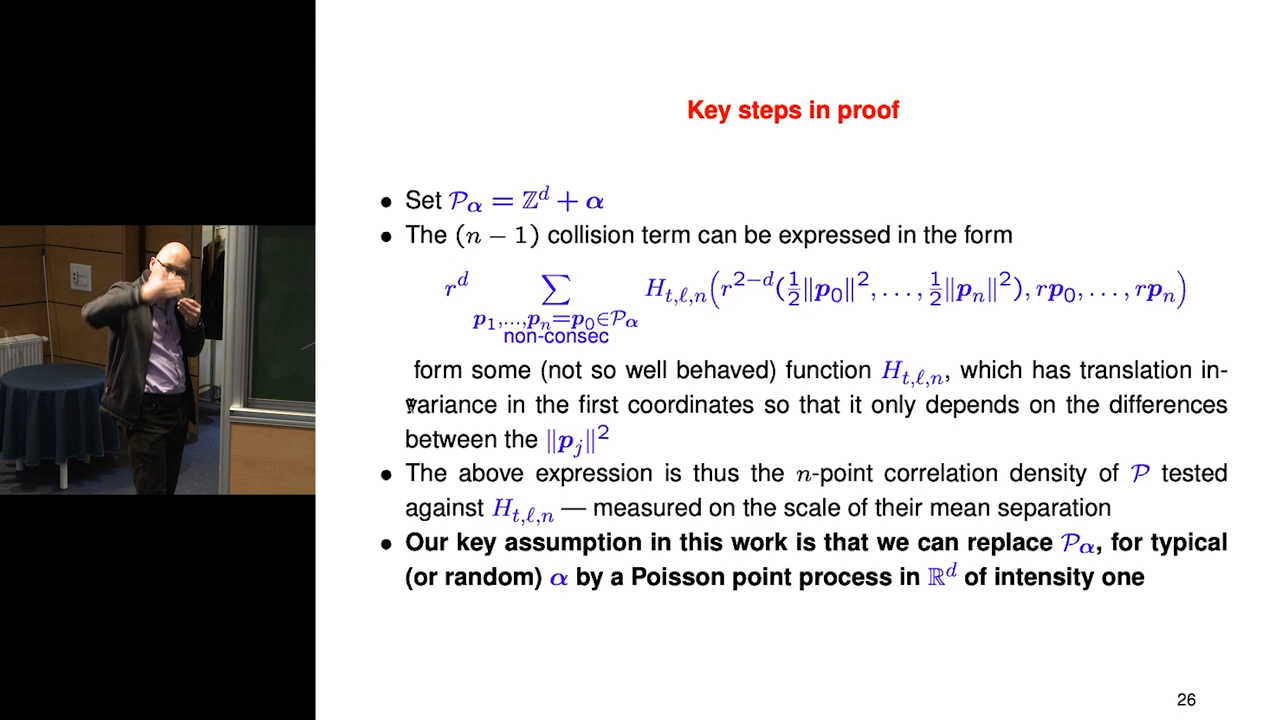 Key steps in proof
• Set 𝒫_α = ℤ^d + α
• The (n − 1) collision term can be expressed in the form
r^d ∑ H_{t,ℓ,n}(r^{2−d}(½‖p_0‖², . . . , ½‖p_n‖²), rp_0, . . . , rp_n)
p_1,...,p_n=p_0∈𝒫_α
non-consec
form some (not so well behaved) function H_{t,ℓ,n}, which has translation in-
variance in the first coordinates so that it only depends on the differences
between the ‖p_j‖²
• The above expression is thus the n-point correlation density of 𝒫 tested
against H_{t,ℓ,n} — measured on the scale of their mean separation
• Our key assumption in this work is that we can replace 𝒫_α, for typical
(or random) α by a Poisson point process in ℝ^d of intensity one
26